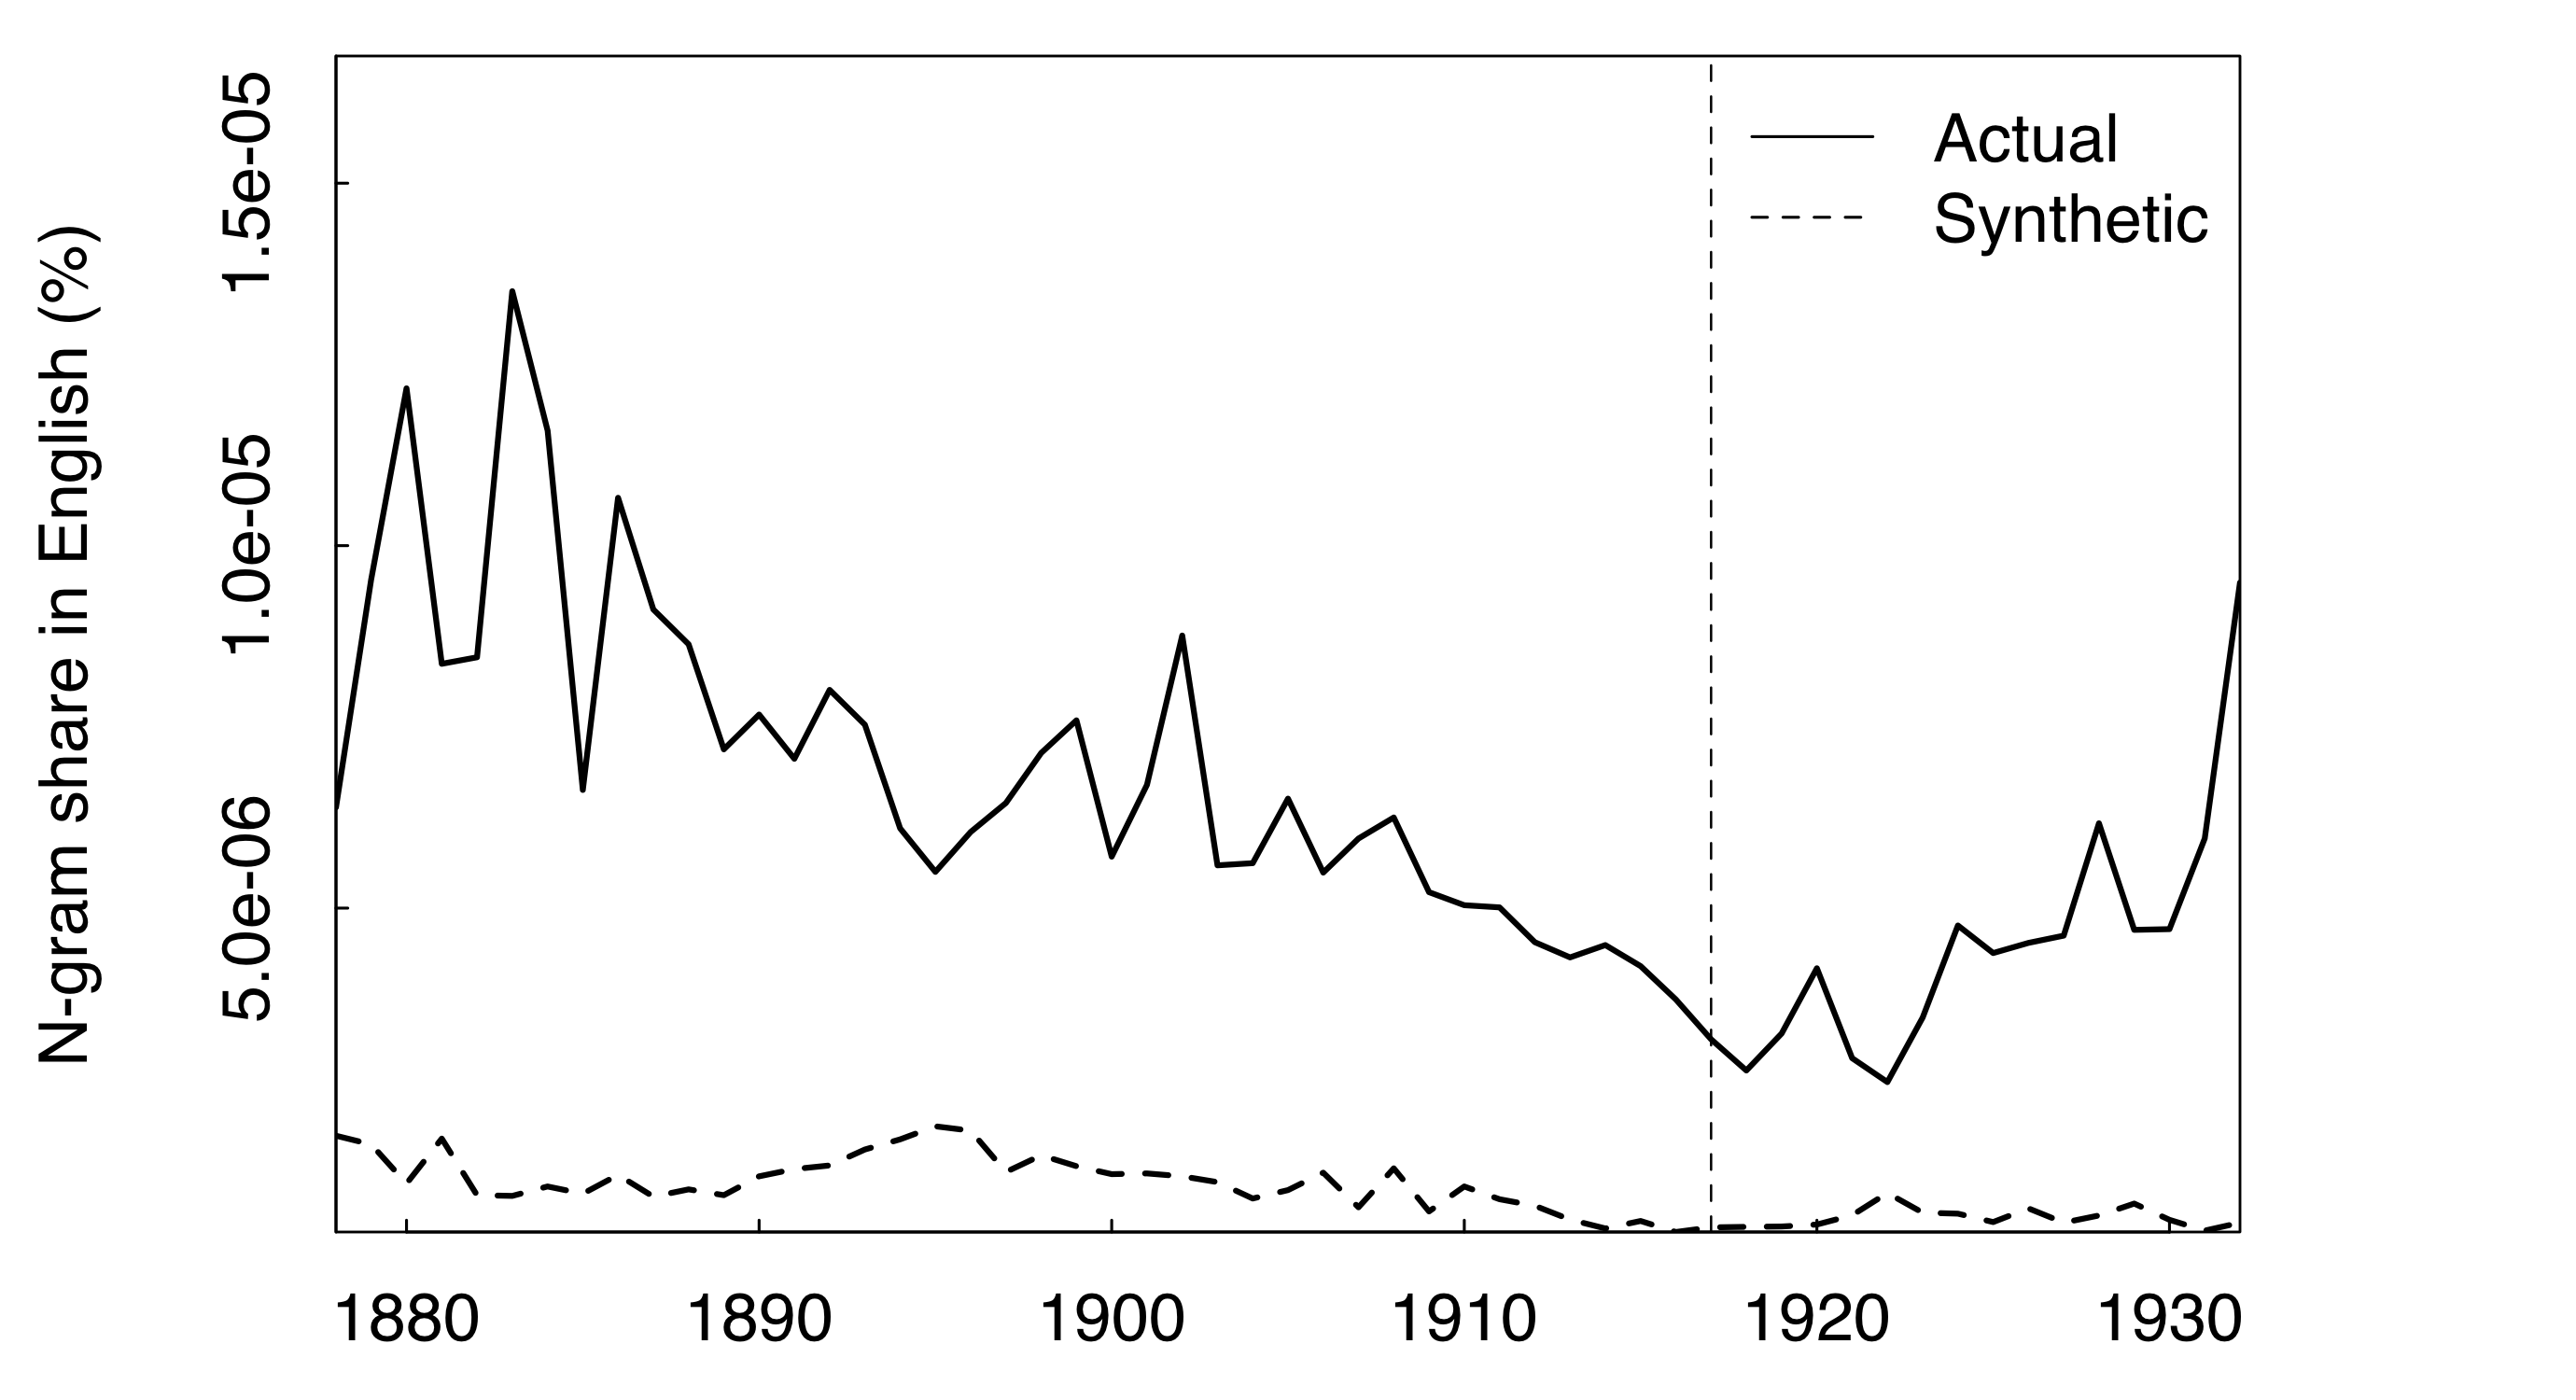 N-gram share in English (%)
1.5e-05
1.0e-05
5.0e-06
Actual
Synthetic
1880 1890 1900 1910 1920 1930